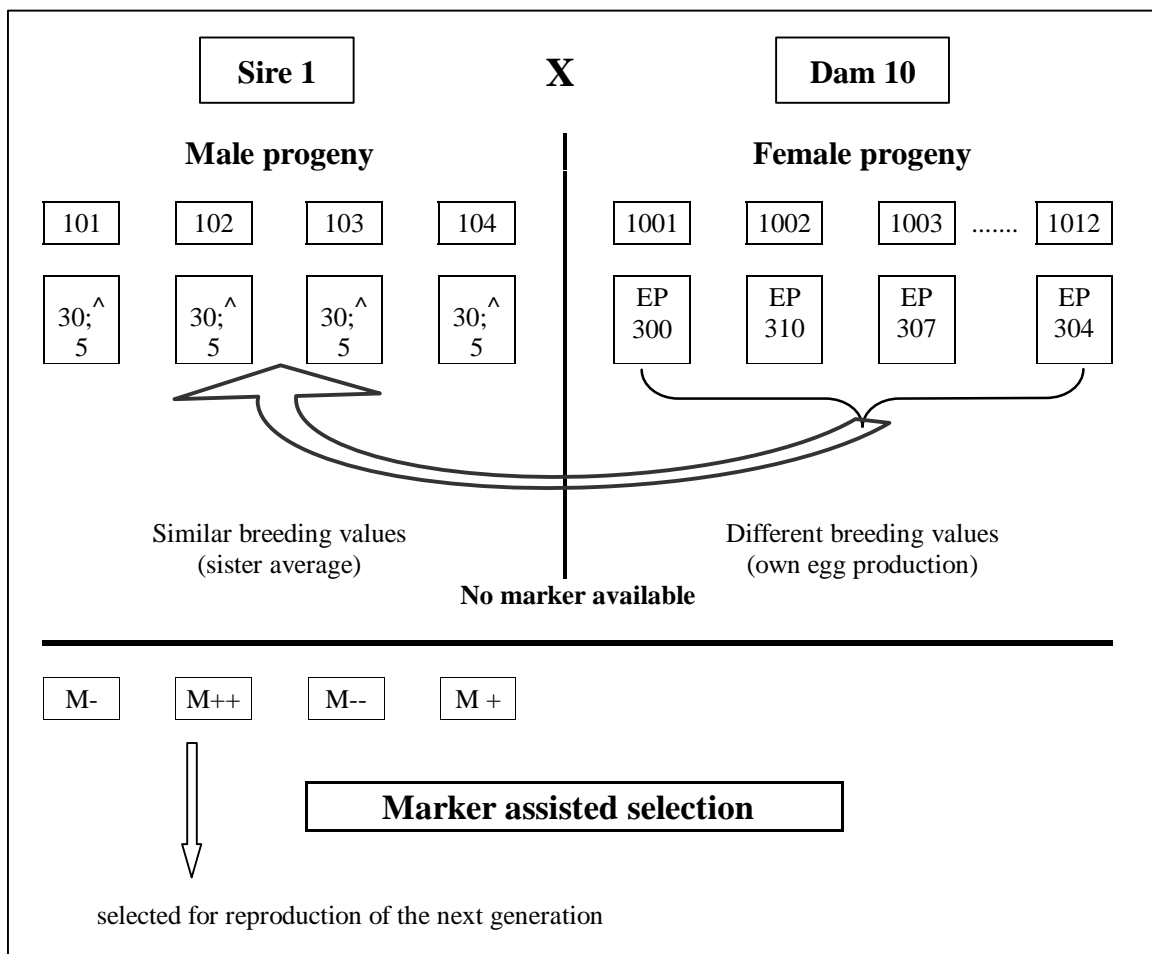 Sire 1 X Dam 10
Male progeny Female progeny
101 102 103 104 1001 1002 1003 ....... 1012
30;^ 30;^ 30;^ 30;^ EP EP EP EP
5 5 5 5 300 310 307 304
Similar breeding values Different breeding values
(sister average) (own egg production)
No marker available
M- M++ M-- M +
Marker assisted selection
selected for reproduction of the next generation